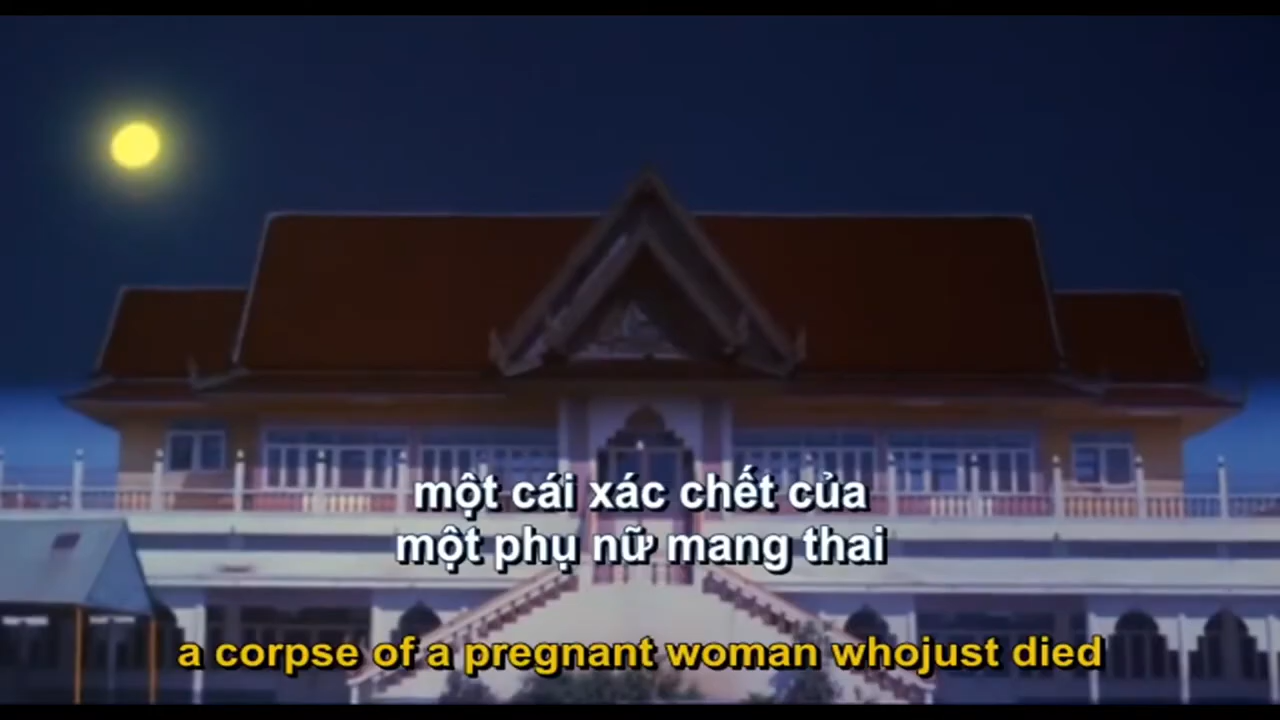 một cái xác chết của
một phụ nữ mang thai
a corpse of a pregnant woman whojust died